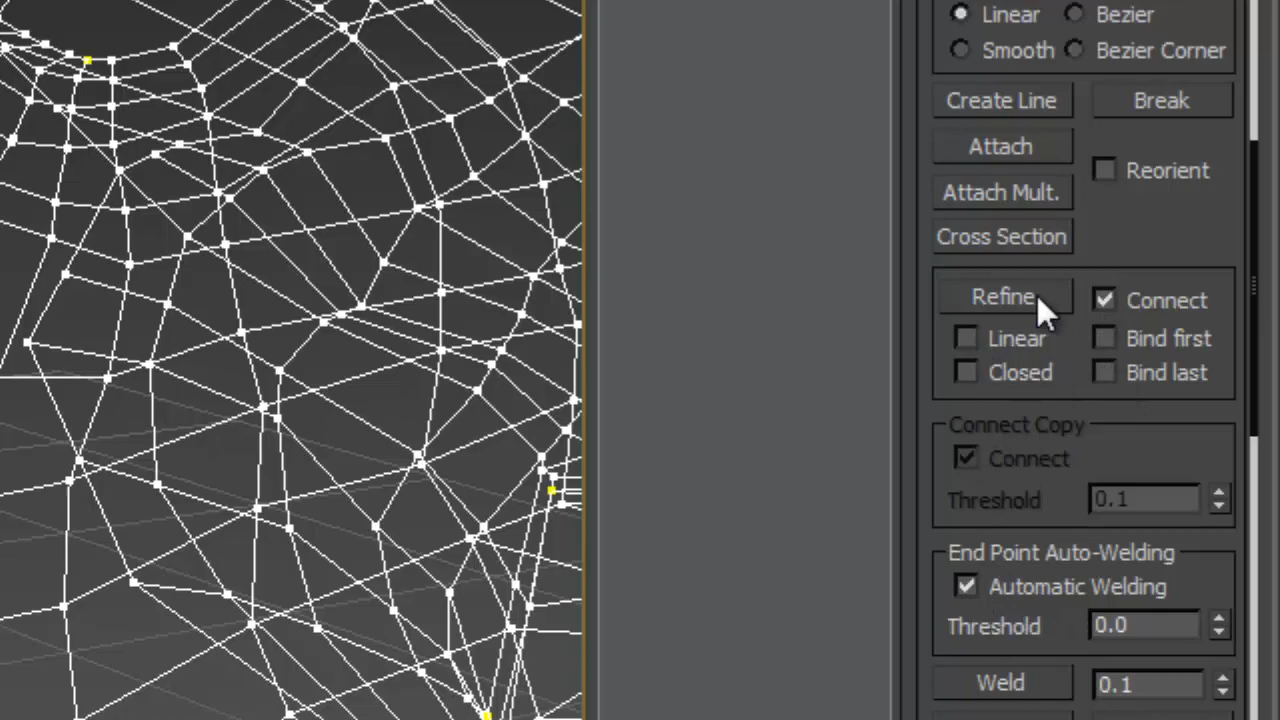 Linear Bezier
Smooth Bezier Corner
Create Line Break
Attach
Reorient
Attach Mult.
Cross Section
Refine Connect
Linear Bind first
Closed Bind last
Connect Copy
Connect
Threshold 0.1
End Point Auto-Welding
Automatic Welding
Threshold 0.0
Weld 0.1